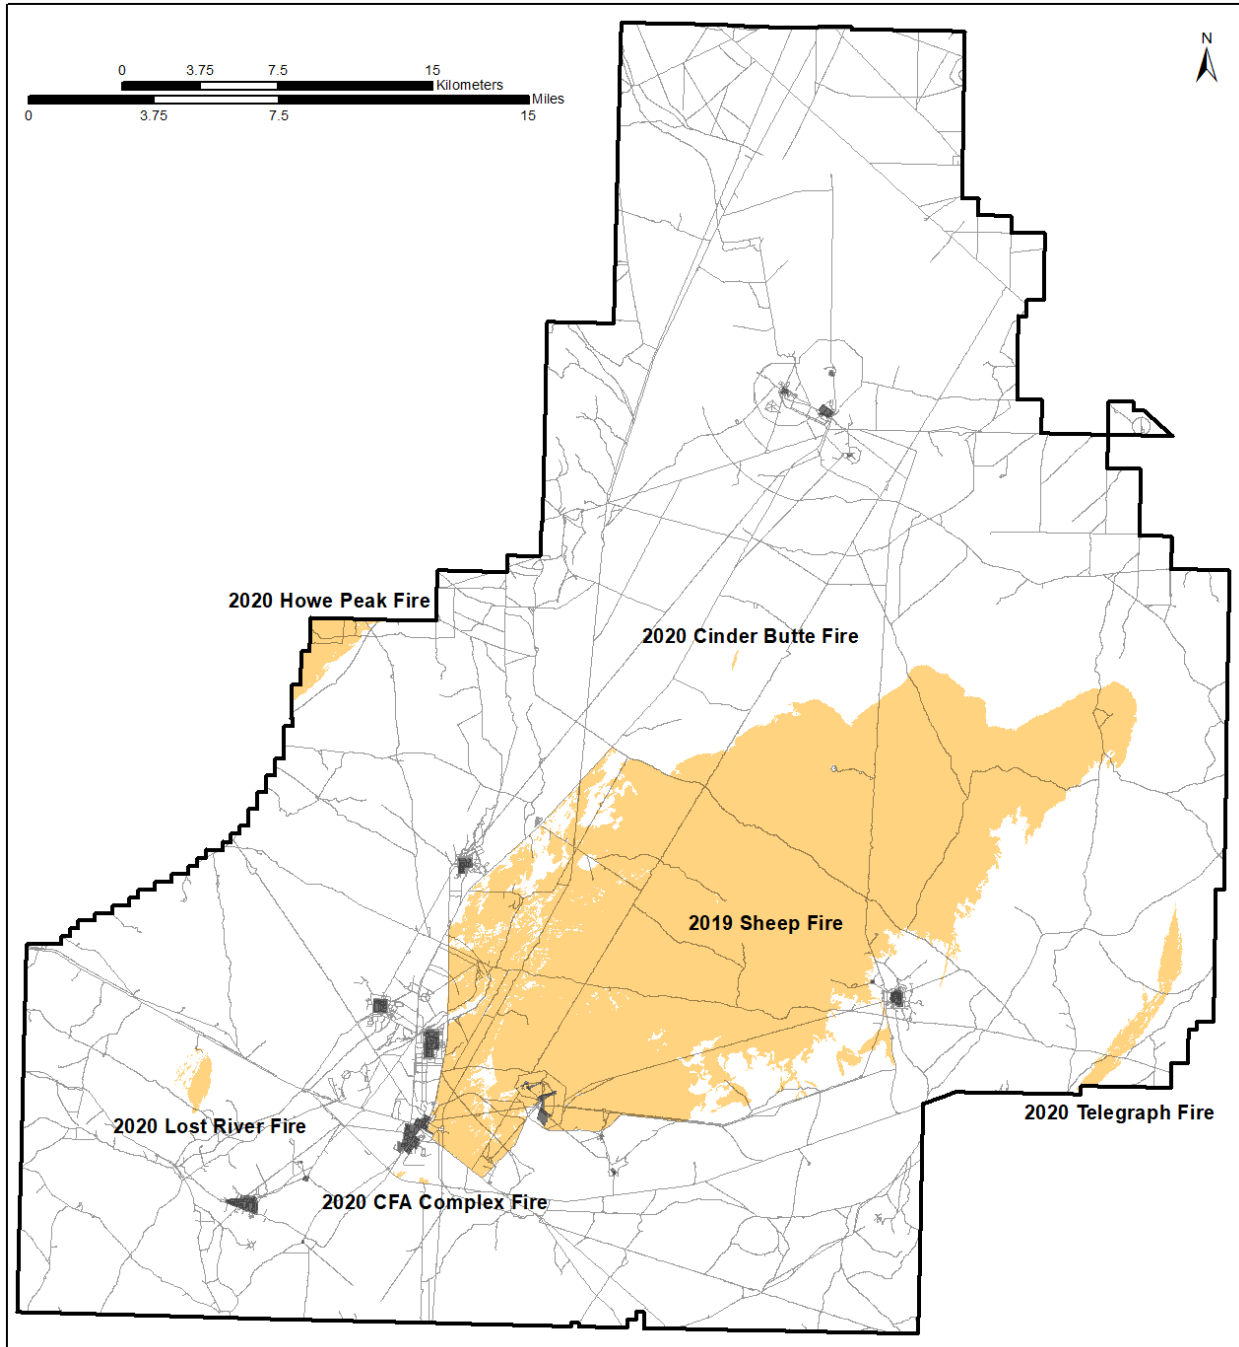 N
0 3.75 7.5 15
Kilometers
Miles
0 3.75 7.5 15
2020 Howe Peak Fire
2020 Cinder Butte Fire
2019 Sheep Fire
2020 Telegraph Fire
2020 Lost River Fire
2020 CFA Complex Fire